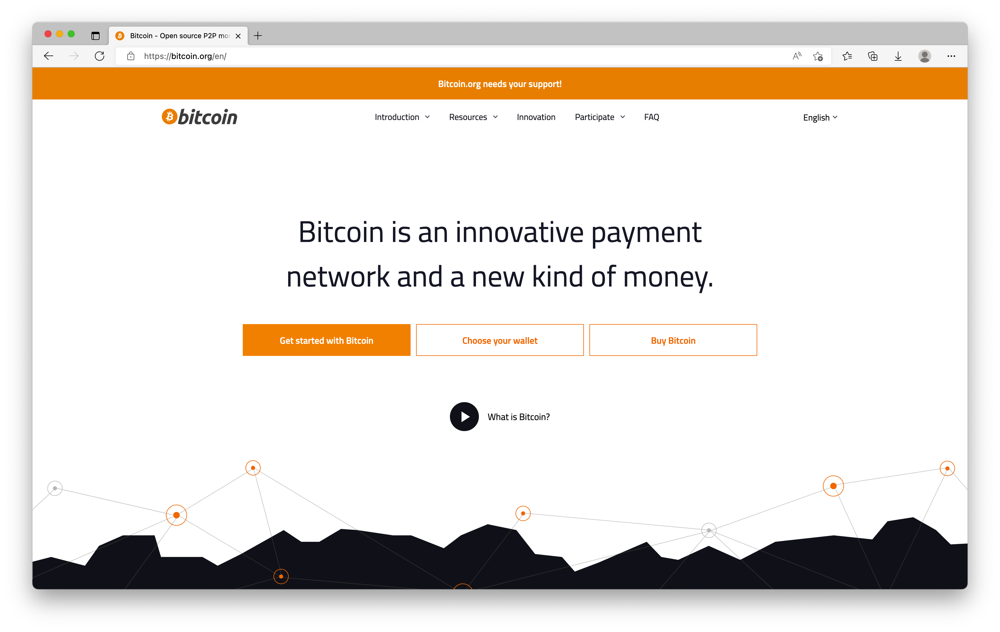 Bitcoin - Open source P2P
https://bitcoin.org/en/
Bitcoin.org needs your support!
bitcoin
Introduction
Resources
Innovation
Participate
FAQ
English
Bitcoin is an innovative payment
network and a new kind of money.
Get started with Bitcoin
Choose your wallet
Buy Bitcoin
What is Bitcoin?